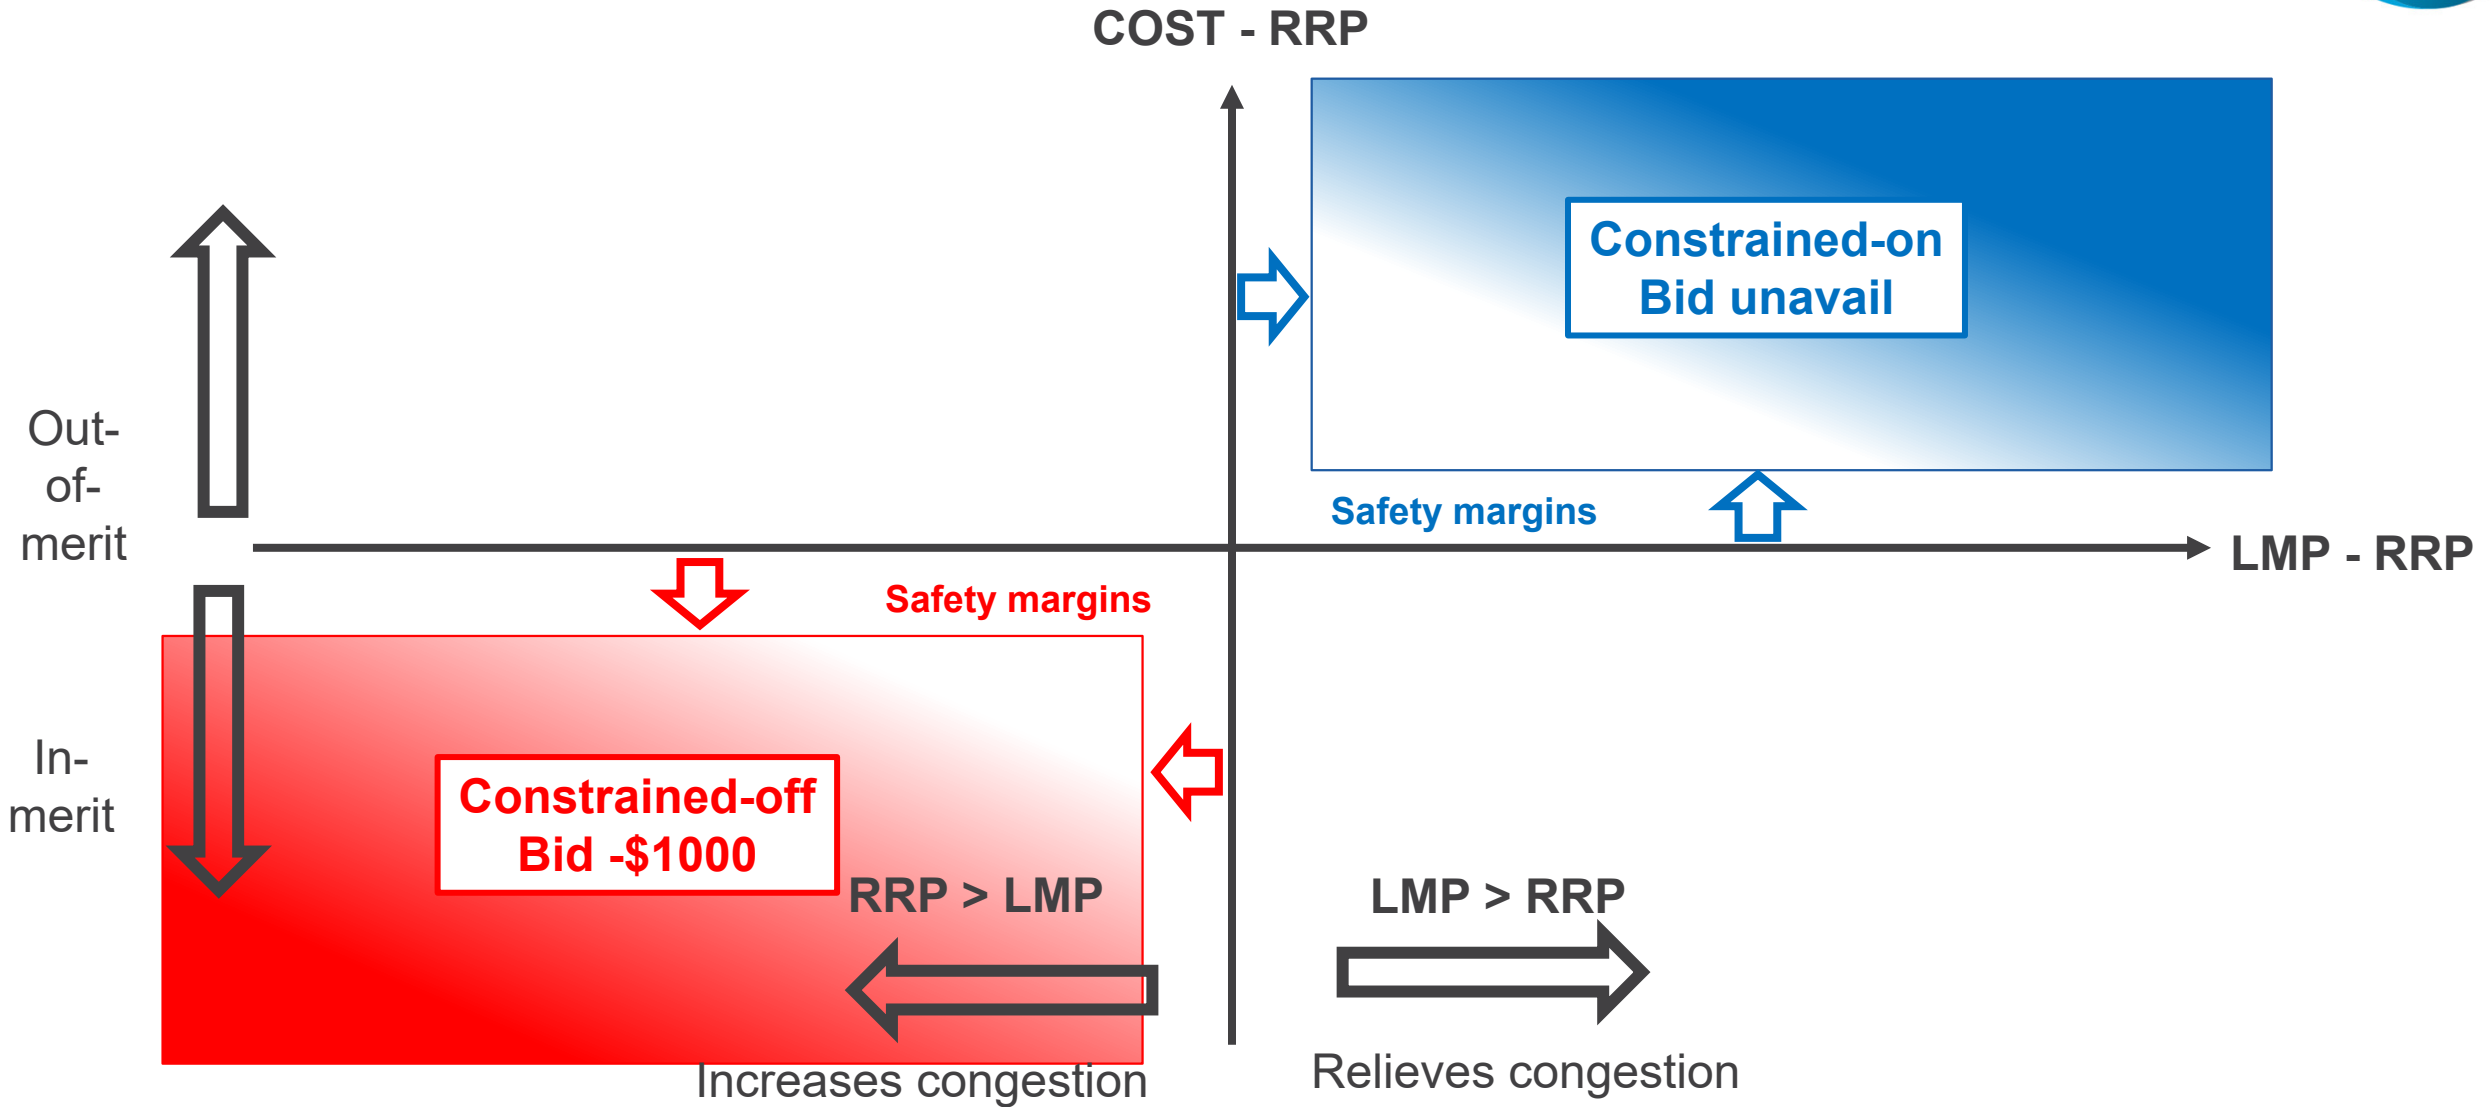 COST - RRP
Constrained-on
Bid unavail
Out-
of-
merit
Safety margins
LMP - RRP
Safety margins
In-
merit
Constrained-off
Bid -$1000
RRP > LMP
LMP > RRP
Increases congestion
Relieves congestion